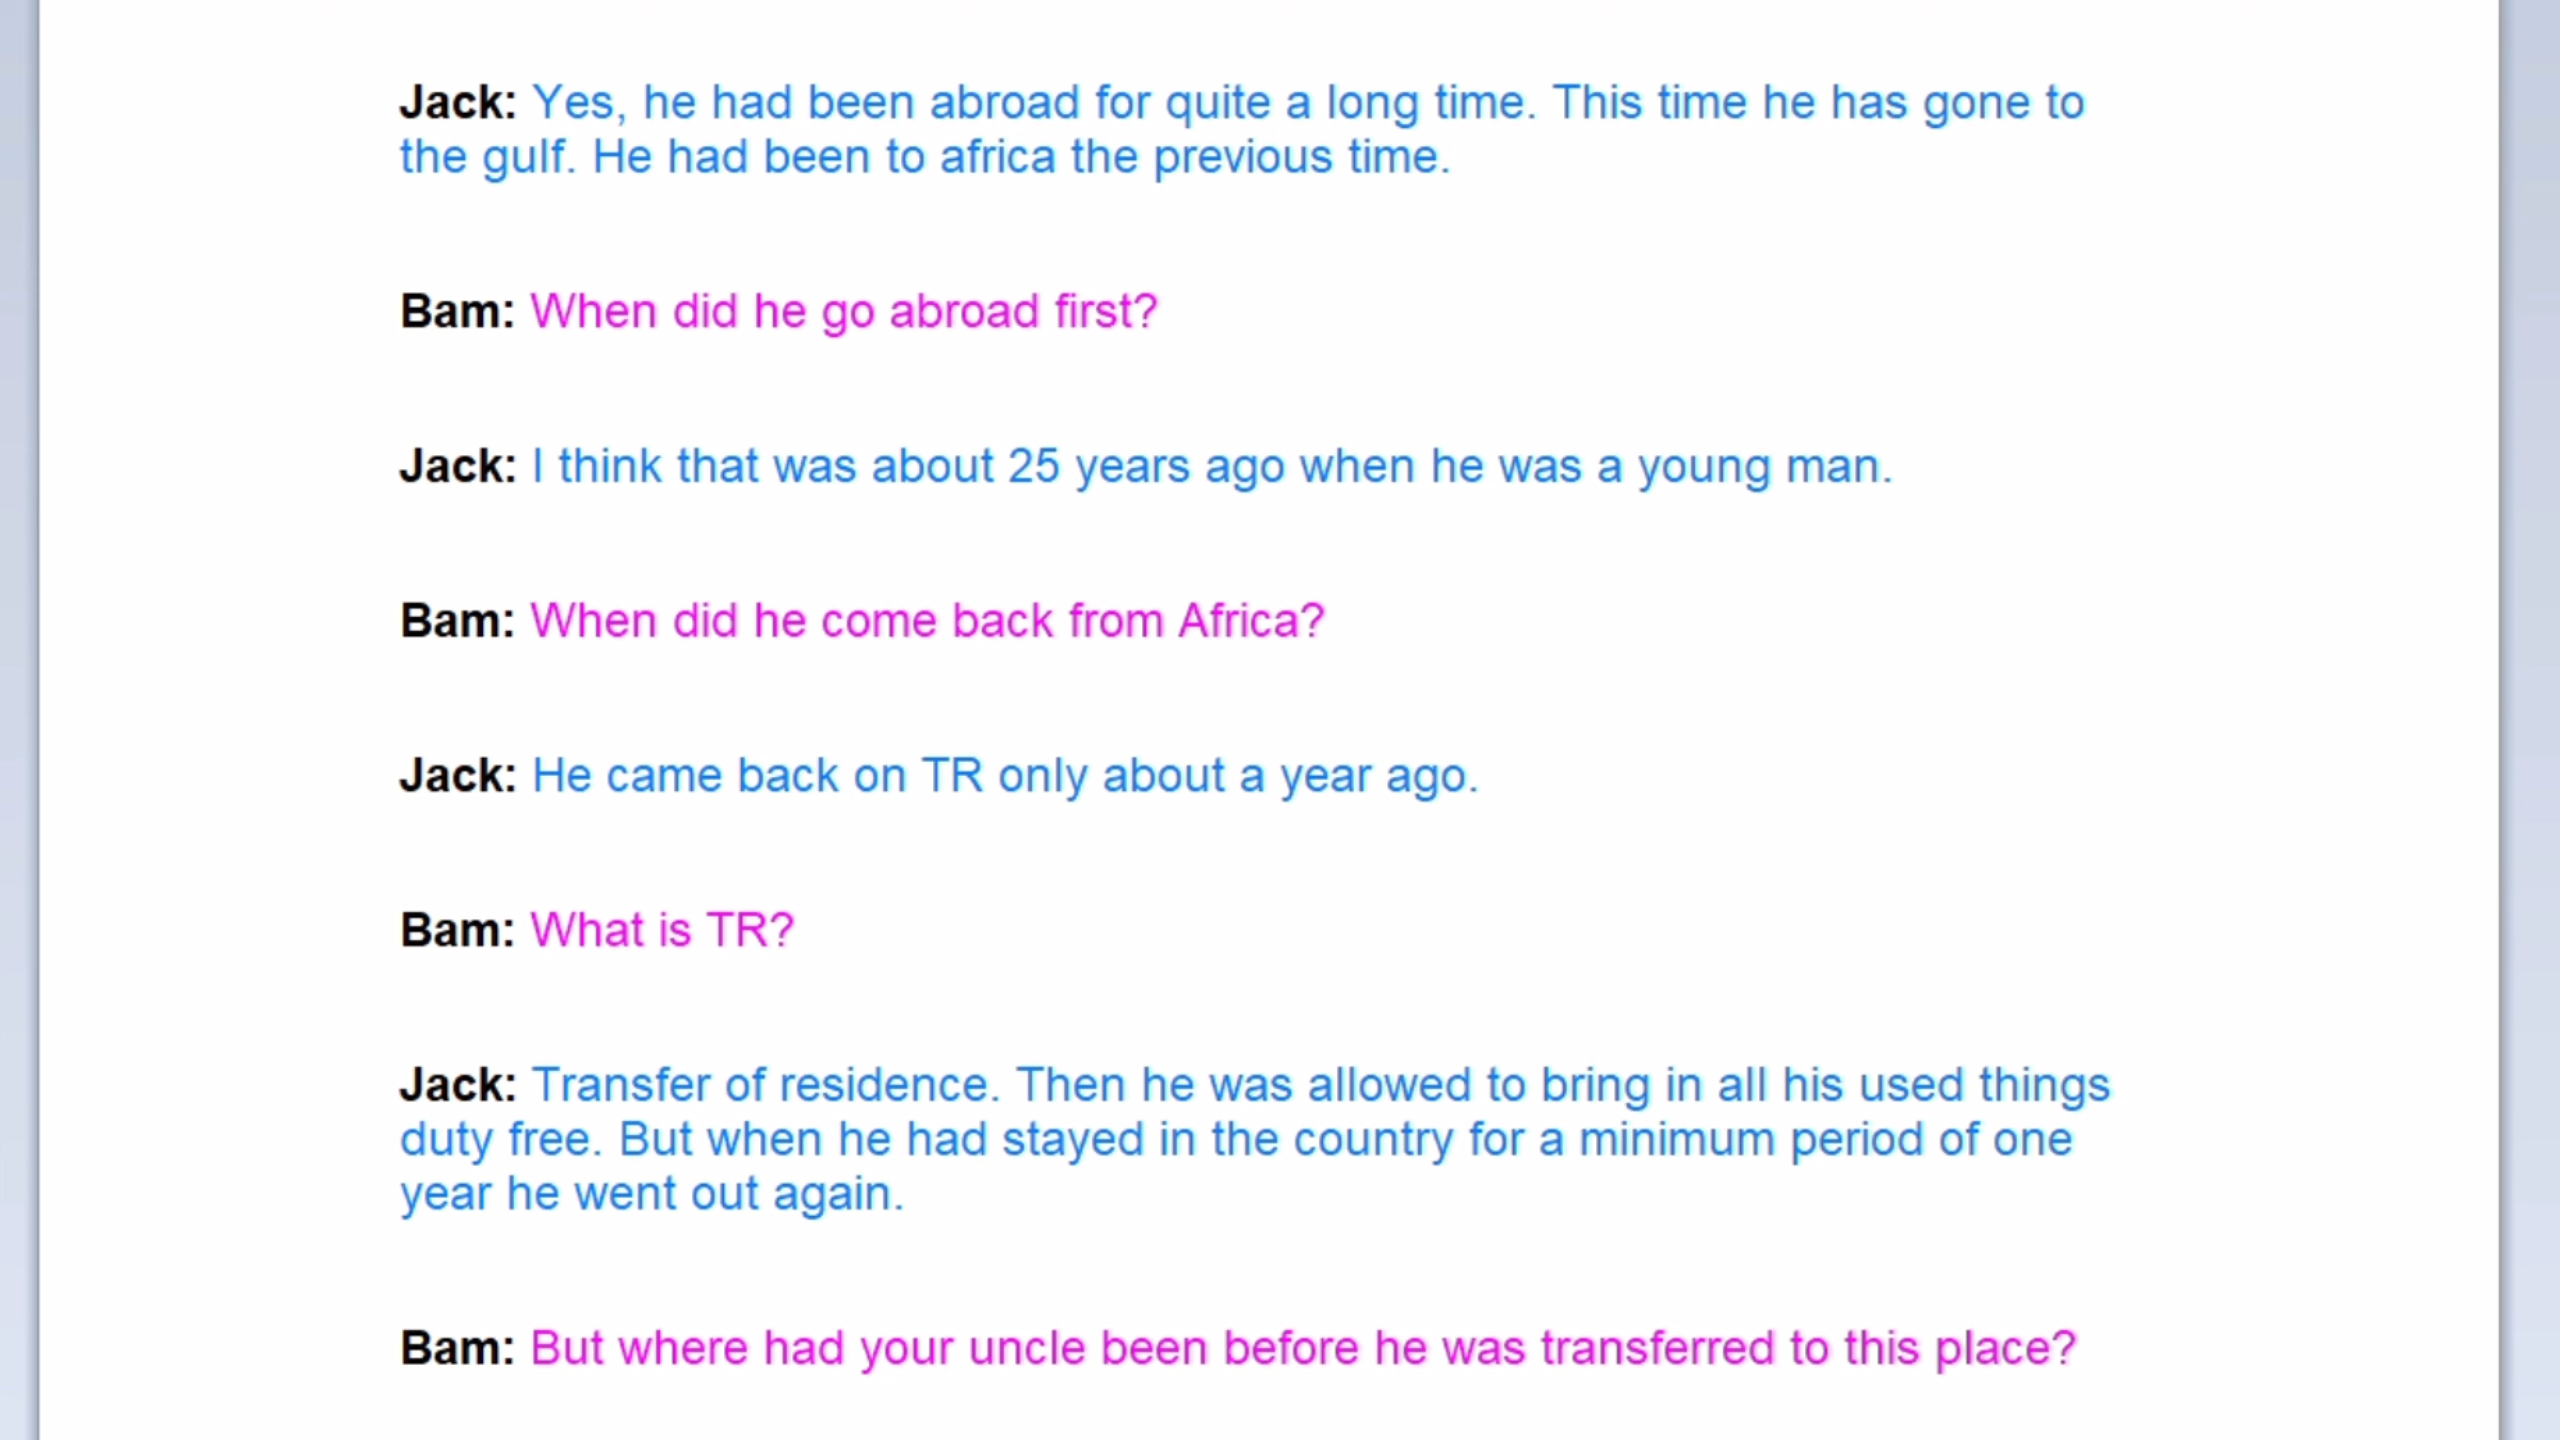 Jack: Yes, he had been abroad for quite a long time. This time he has gone to
the gulf. He had been to africa the previous time.
Bam: When did he go abroad first?
Jack: I think that was about 25 years ago when he was a young man.
Bam: When did he come back from Africa?
Jack: He came back on TR only about a year ago.
Bam: What is TR?
Jack: Transfer of residence. Then he was allowed to bring in all his used things
duty free. But when he had stayed in the country for a minimum period of one
year he went out again.
Bam: But where had your uncle been before he was transferred to this place?